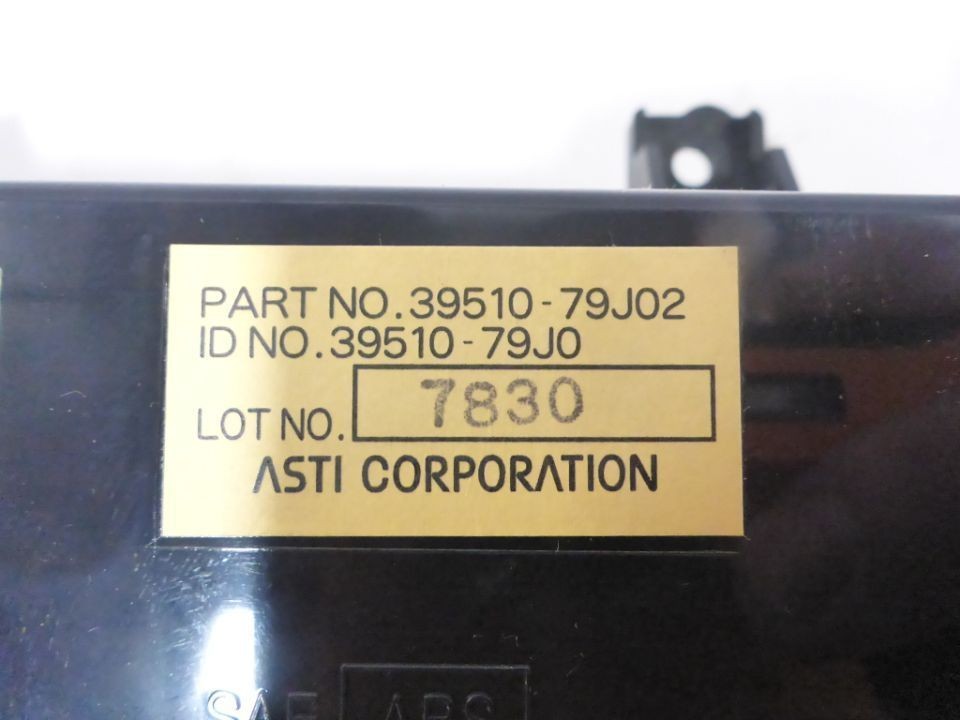 PART NO. 39510-79J02
ID NO. 39510-79J0
LOT NO. 7830
ASTI CORPORATION